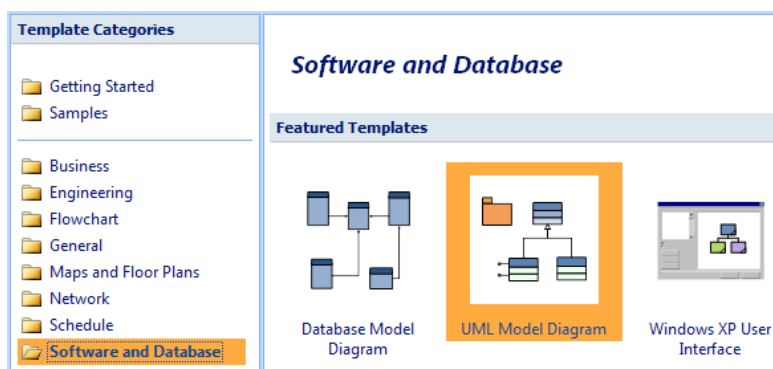 Template Categories
Getting Started
Samples
Business
Engineering
Flowchart
General
Maps and Floor Plans
Network
Schedule
Software and Database
Software and Database
Featured Templates
Database Model
Diagram
UML Model Diagram
Windows XP User
Interface